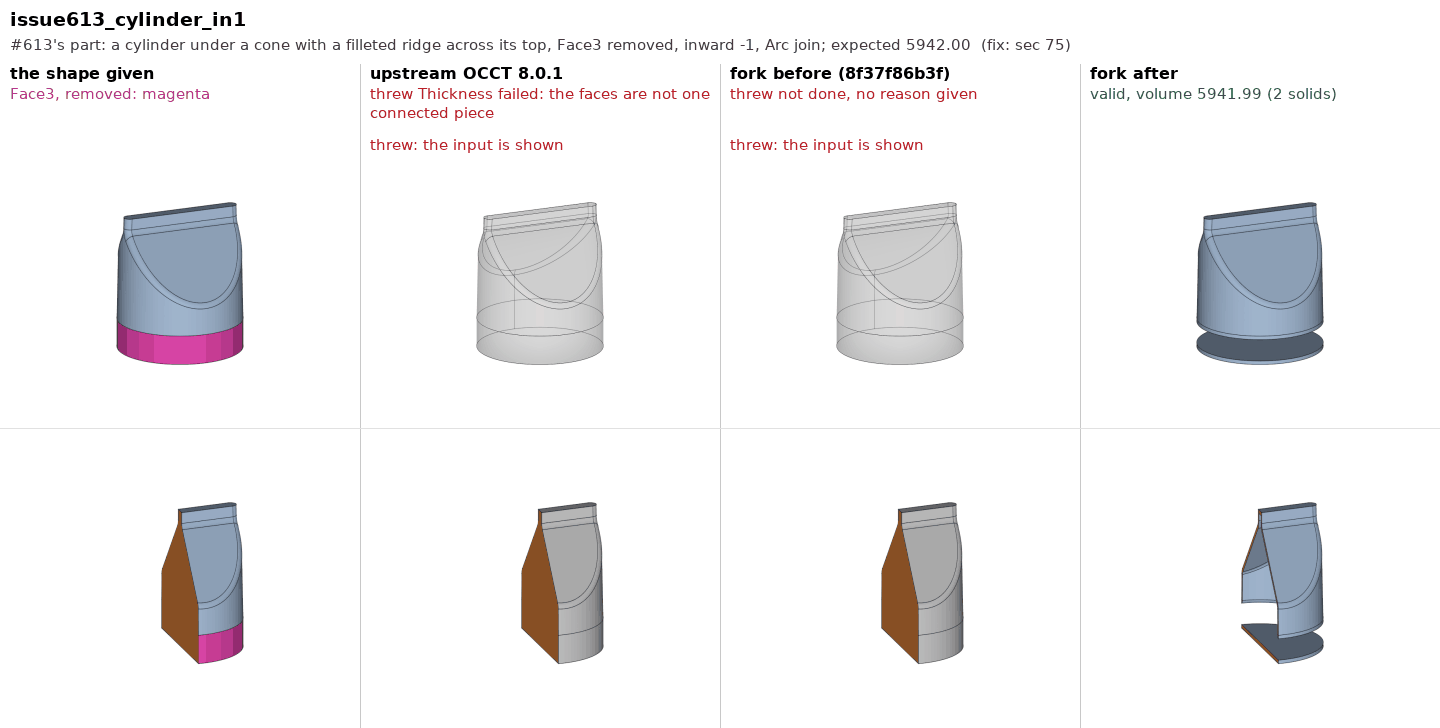 issue613_cylinder_in1
#613's part: a cylinder under a cone with a filleted ridge across its top, Face3 removed, inward -1, Arc join; expected 5942.00  (fix: sec 75)
the shape given
Face3, removed: magenta
upstream OCCT 8.0.1
threw Thickness failed: the faces are not one
connected piece
threw: the input is shown
fork before (8f37f86b3f)
threw not done, no reason given
threw: the input is shown
fork after
valid, volume 5941.99 (2 solids)